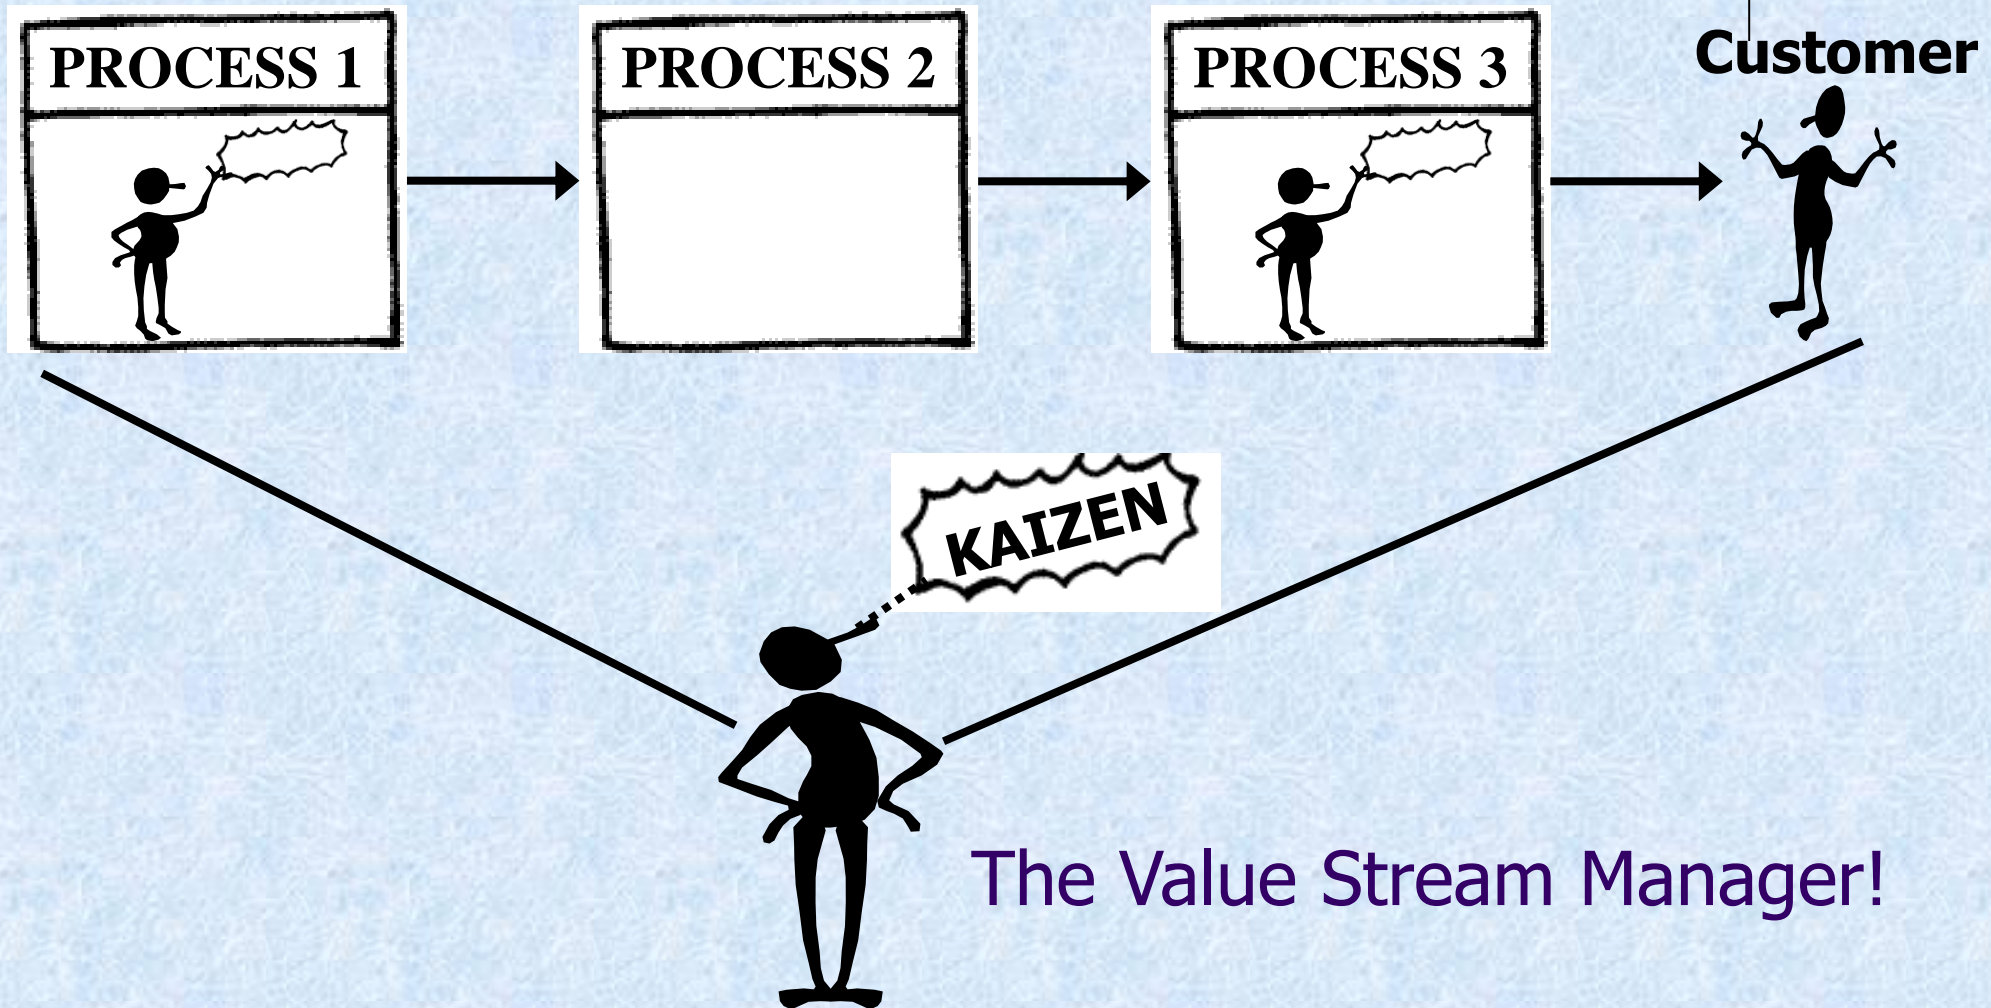 PROCESS 1
PROCESS 2
PROCESS 3
Customer
KAIZEN
The Value Stream Manager!